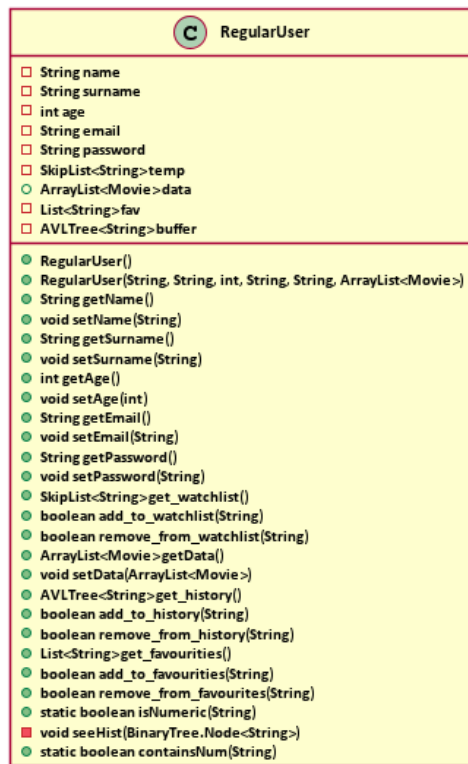 C RegularUser
String name
String surname
int age
String email
String password
SkipList<String>temp
ArrayList<Movie>data
List<String>fav
AVLTree<String>buffer
RegularUser()
RegularUser(String, String, int, String, String, ArrayList<Movie>)
String getName()
void setName(String)
String getSurname()
void setSurname(String)
int getAge()
void setAge(int)
String getEmail()
void setEmail(String)
String getPassword()
void setPassword(String)
SkipList<String>get_watchlist()
boolean add_to_watchlist(String)
boolean remove_from_watchlist(String)
ArrayList<Movie>getData()
void setData(ArrayList<Movie>)
AVLTree<String>get_history()
boolean add_to_history(String)
boolean remove_from_history(String)
List<String>get_favourities()
boolean add_to_favourities(String)
boolean remove_from_favourites(String)
static boolean isNumeric(String)
void seeHist(BinaryTree.Node<String>)
static boolean containsNum(String)